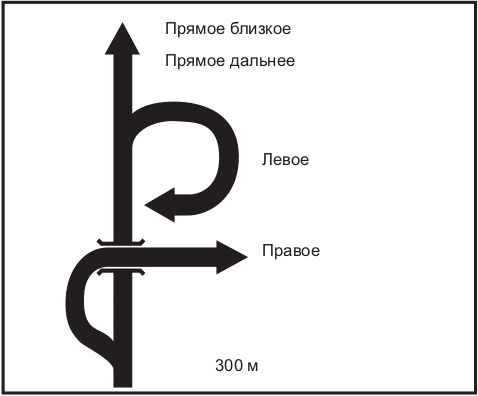 Прямое близкое
Прямое дальнее
Левое
Правое
300 м